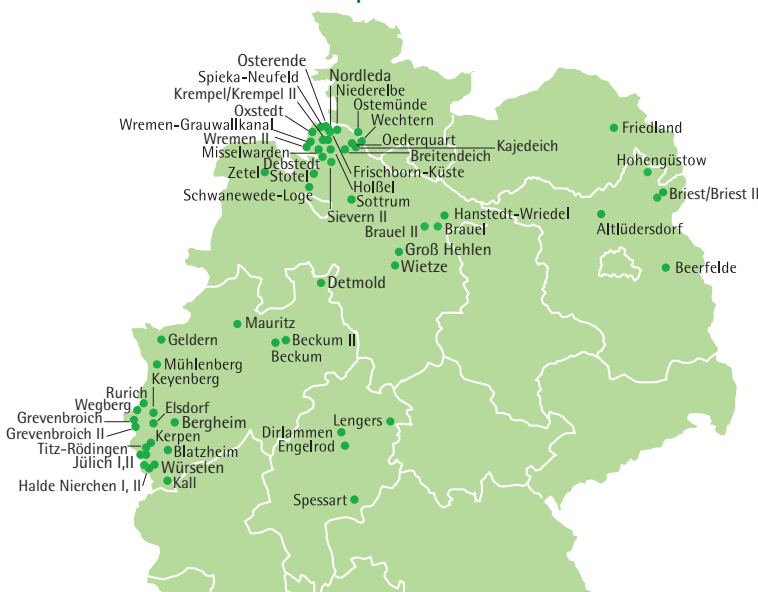 Osterende
Nordleda
Spieka-Neufeld
Niederelbe
Krempel/Krempel II
Ostemünde
Oxstedt
Wechtern
Wremen-Grauwallkanal
Oederquart
Kajedeich
Wremen II
Breitendeich
Misselwarden
Debstedt
Frischborn-Küste
Zetel
Stotel
Holßel
Schwanewede-Loge
Sottrum
Sievern II
Friedland
Hohengüstow
Briest/Briest II
Altlüdersdorf
Beerfelde
Hanstedt-Wriedel
Brauel II
Brauel
Groß Hehlen
Wietze
Detmold
Mauritz
Geldern
Beckum II
Beckum
Mühlenberg
Keyenberg
Rurich
Wegberg
Elsdorf
Grevenbroich
Bergheim
Grevenbroich II
Kerpen
Titz-Rödingen
Blatzheim
Jülich I,II
Würselen
Halde Nierchen I, II
Kall
Lengers
Dirlammen
Engelrod
Spessart